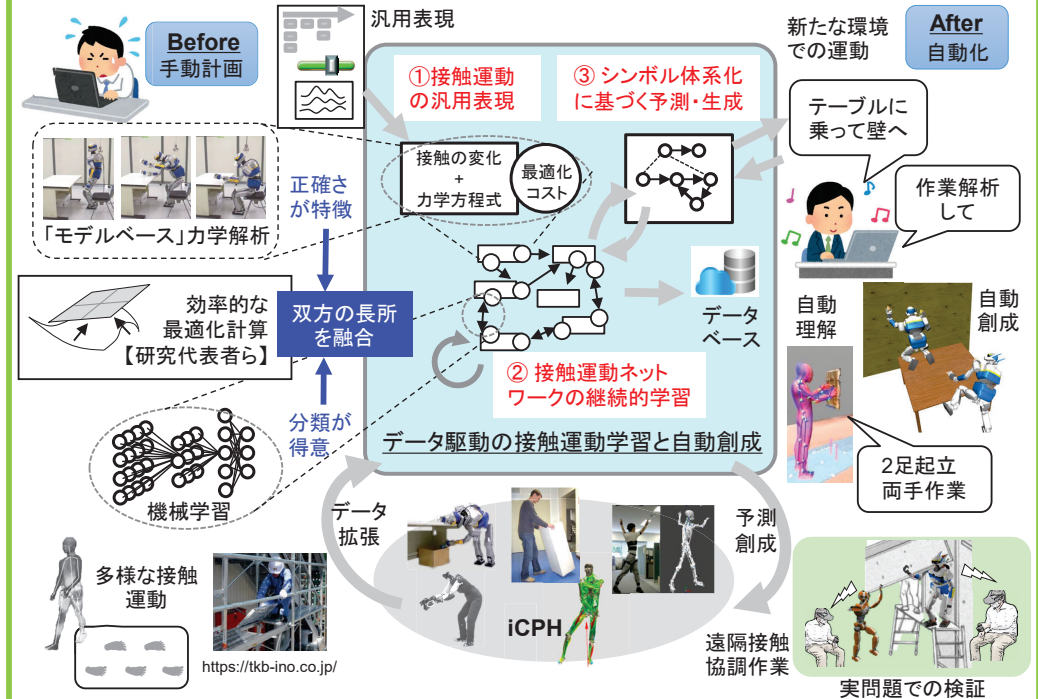 Before
手動計画
汎用表現
新たな環境
での運動
After
自動化
①接触運動
の汎用表現
③ シンボル体系化
に基づく予測・生成
テーブルに
乗って壁へ
接触の変化
+
力学方程式
最適化
コスト
作業解析
して
正確さ
が特徴
「モデルベース」力学解析
効率的な
最適化計算
【研究代表者ら】
双方の長所
を融合
データ
ベース
自動
理解
自動
創成
② 接触運動ネット
ワークの継続的学習
分類が
得意
データ駆動の接触運動学習と自動創成
2足起立
両手作業
機械学習
データ
拡張
予測
創成
多様な接触
運動
iCPH
遠隔接触
協調作業
https://tkb-ino.co.jp/
実問題での検証